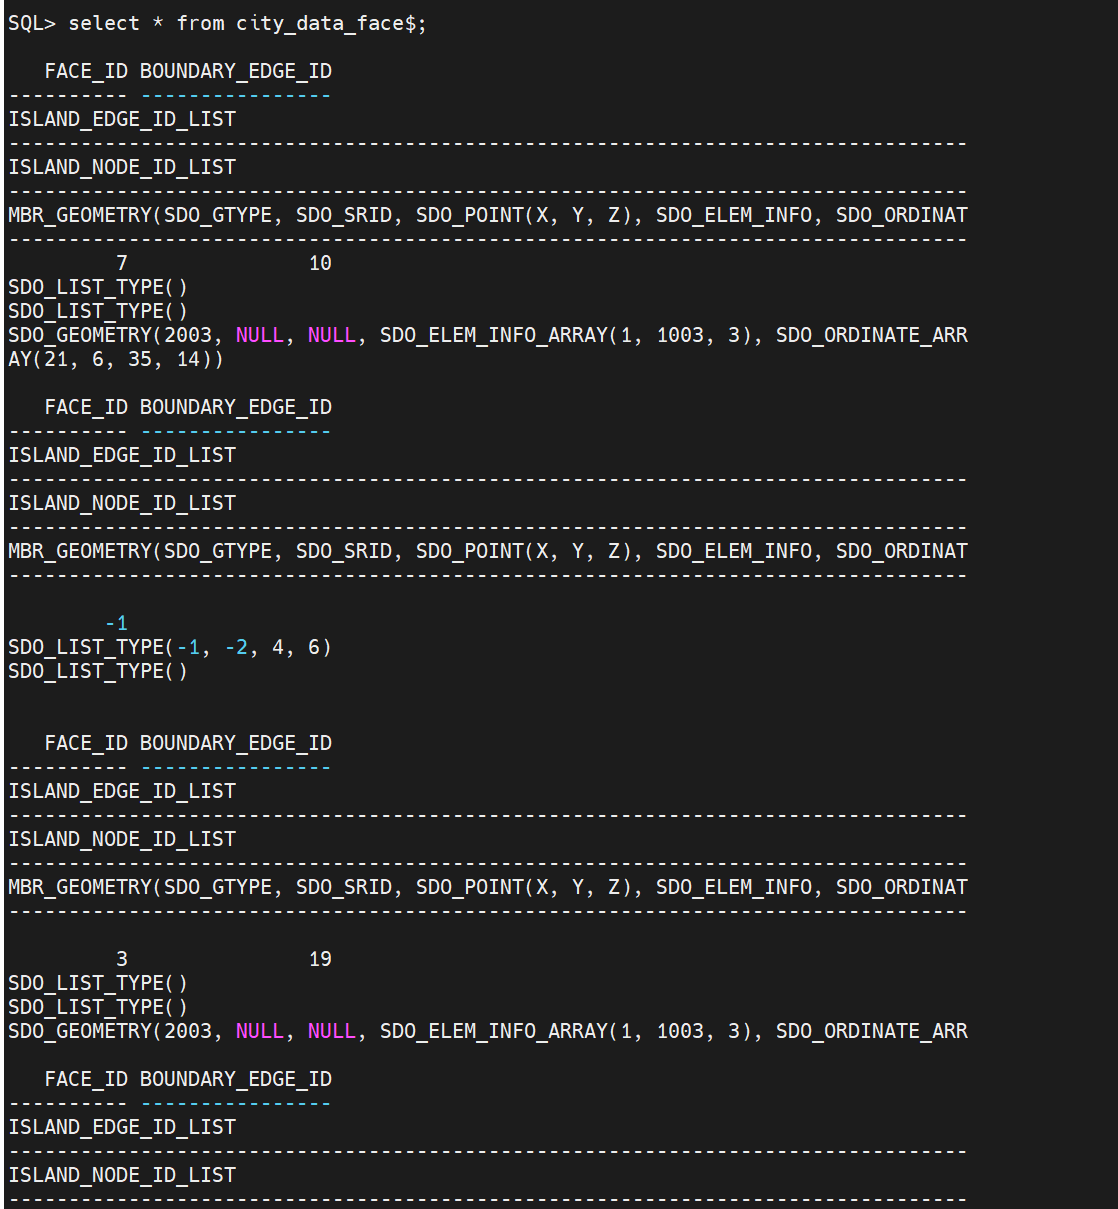 SQL> select * from city_data_face$;

   FACE_ID BOUNDARY_EDGE_ID
---------- ----------------
ISLAND_EDGE_ID_LIST
--------------------------------------------------------------------------------
ISLAND_NODE_ID_LIST
--------------------------------------------------------------------------------
MBR_GEOMETRY(SDO_GTYPE, SDO_SRID, SDO_POINT(X, Y, Z), SDO_ELEM_INFO, SDO_ORDINAT
--------------------------------------------------------------------------------
         7               10
SDO_LIST_TYPE()
SDO_LIST_TYPE()
SDO_GEOMETRY(2003, NULL, NULL, SDO_ELEM_INFO_ARRAY(1, 1003, 3), SDO_ORDINATE_ARR
AY(21, 6, 35, 14))

   FACE_ID BOUNDARY_EDGE_ID
---------- ----------------
ISLAND_EDGE_ID_LIST
--------------------------------------------------------------------------------
ISLAND_NODE_ID_LIST
--------------------------------------------------------------------------------
MBR_GEOMETRY(SDO_GTYPE, SDO_SRID, SDO_POINT(X, Y, Z), SDO_ELEM_INFO, SDO_ORDINAT
--------------------------------------------------------------------------------

        -1
SDO_LIST_TYPE(-1, -2, 4, 6)
SDO_LIST_TYPE()


   FACE_ID BOUNDARY_EDGE_ID
---------- ----------------
ISLAND_EDGE_ID_LIST
--------------------------------------------------------------------------------
ISLAND_NODE_ID_LIST
--------------------------------------------------------------------------------
MBR_GEOMETRY(SDO_GTYPE, SDO_SRID, SDO_POINT(X, Y, Z), SDO_ELEM_INFO, SDO_ORDINAT
--------------------------------------------------------------------------------

         3               19
SDO_LIST_TYPE()
SDO_LIST_TYPE()
SDO_GEOMETRY(2003, NULL, NULL, SDO_ELEM_INFO_ARRAY(1, 1003, 3), SDO_ORDINATE_ARR

   FACE_ID BOUNDARY_EDGE_ID
---------- ----------------
ISLAND_EDGE_ID_LIST
--------------------------------------------------------------------------------
ISLAND_NODE_ID_LIST
--------------------------------------------------------------------------------